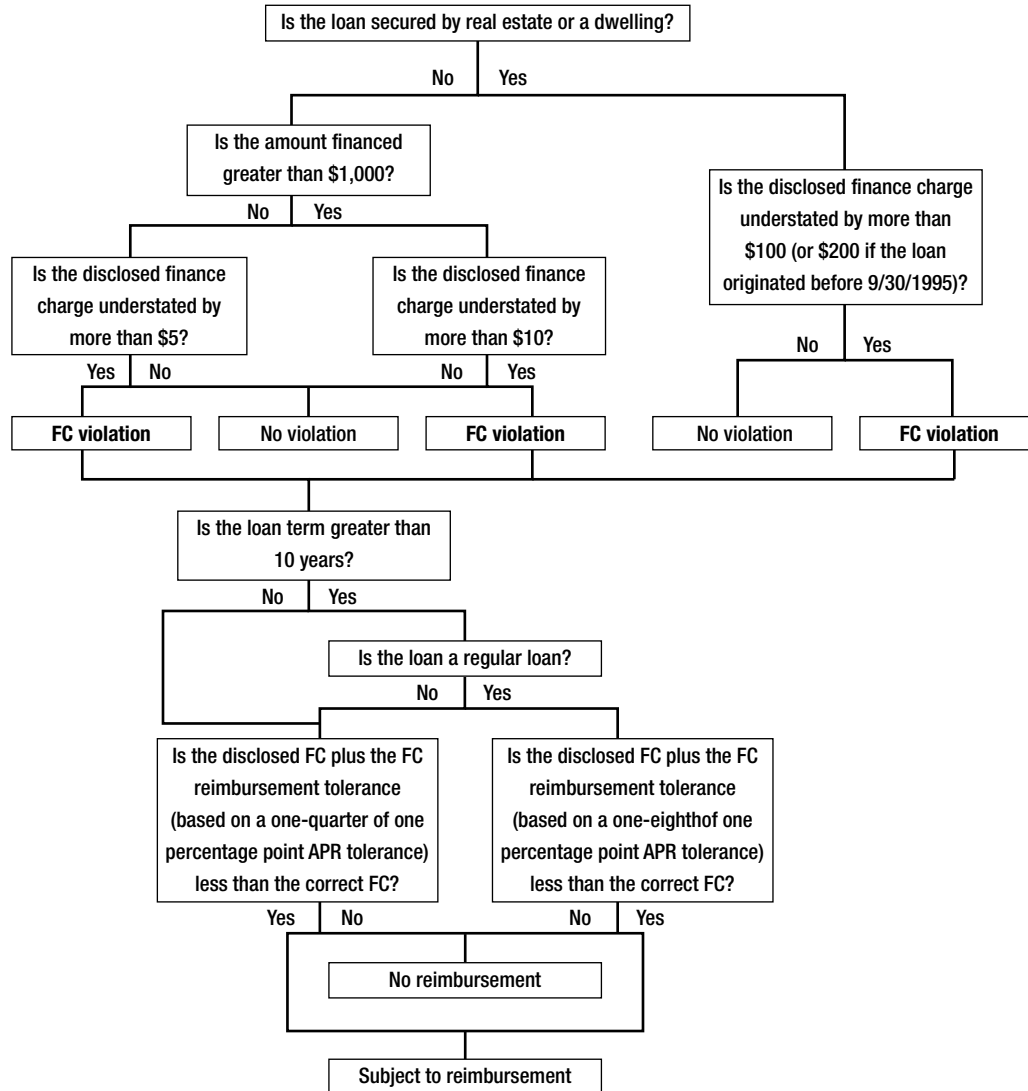 Is the loan secured by real estate or a dwelling?
No Yes
Is the amount financed
greater than $1,000?
Is the disclosed finance charge
understated by more than
$100 (or $200 if the loan
originated before 9/30/1995)?
No Yes
Is the disclosed finance
charge understated by
more than $5?
Is the disclosed finance
charge understated by
more than $10?
No Yes
Yes No
No Yes
FC violation
No violation
FC violation
No violation
FC violation
Is the loan term greater than
10 years?
No Yes
Is the loan a regular loan?
No Yes
Is the disclosed FC plus the FC
reimbursement tolerance
(based on a one-quarter of one
percentage point APR tolerance)
less than the correct FC?
Is the disclosed FC plus the FC
reimbursement tolerance
(based on a one-eighthof one
percentage point APR tolerance)
less than the correct FC?
Yes No
No Yes
No reimbursement
Subject to reimbursement